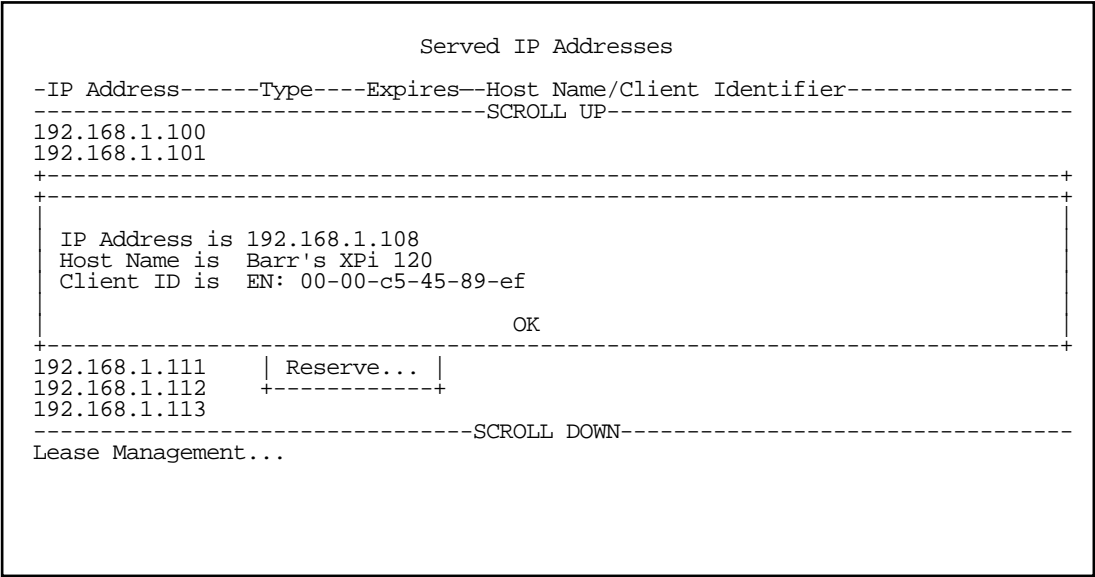 Served IP Addresses
-IP Address------Type----Expires—-Host Name/Client Identifier-----------------
----------------------------------SCROLL UP-----------------------------------
192.168.1.100
192.168.1.101
+----------------------------------------------------------------------------+
+----------------------------------------------------------------------------+
| |
| IP Address is 192.168.1.108 |
| Host Name is Barr's XPi 120 |
| Client ID is EN: 00-00-c5-45-89-ef |
| |
| OK |
+----------------------------------------------------------------------------+
192.168.1.111 | Reserve... |
192.168.1.112 +------------+
192.168.1.113
---------------------------------SCROLL DOWN----------------------------------
Lease Management...